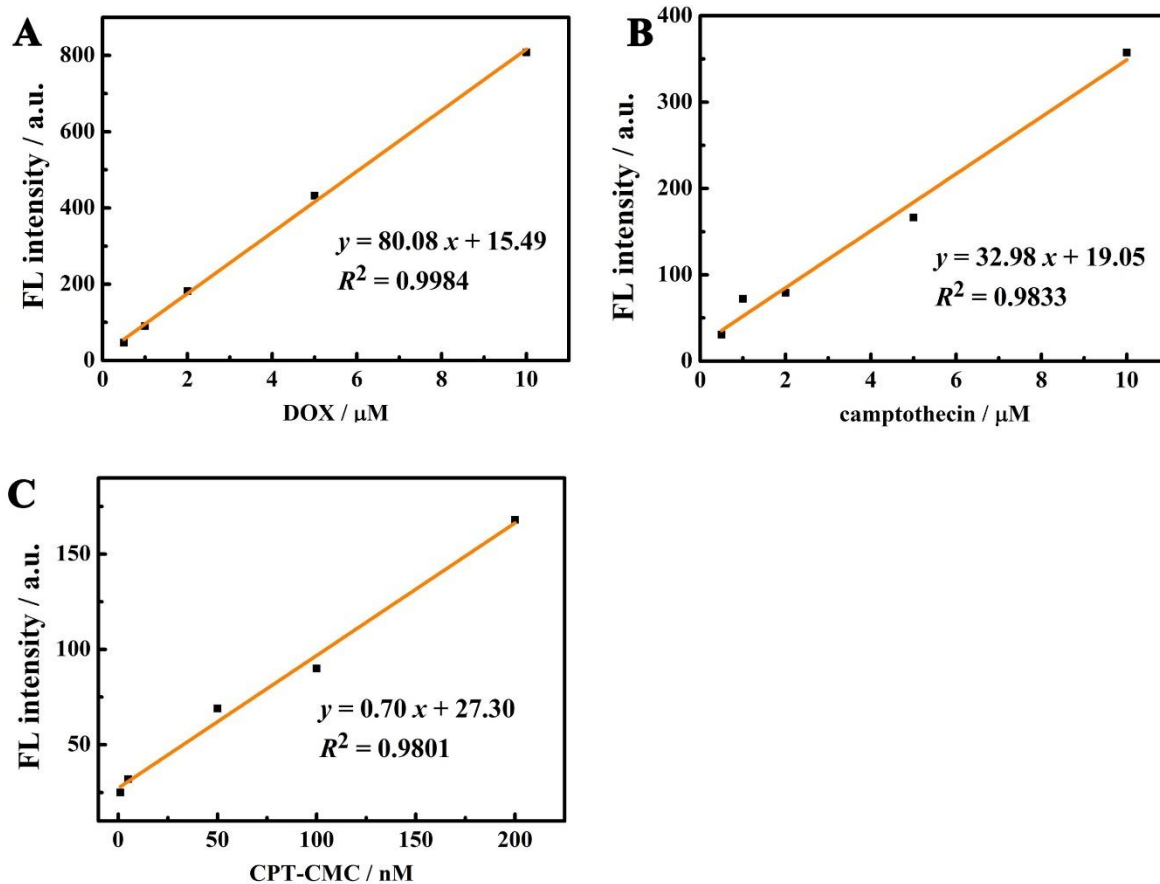 A
FL intensity / a.u.
800
600
400
200
0
y = 80.08 x + 15.49
R² = 0.9984
0 2 4 6 8 10
DOX / μM
B
FL intensity / a.u.
400
300
200
100
0
y = 32.98 x + 19.05
R² = 0.9833
2 4 6 8 10
camptothecin / μM
C
FL intensity / a.u.
150
100
50
y = 0.70 x + 27.30
R² = 0.9801
0 50 100 150 200
CPT-CMC / nM